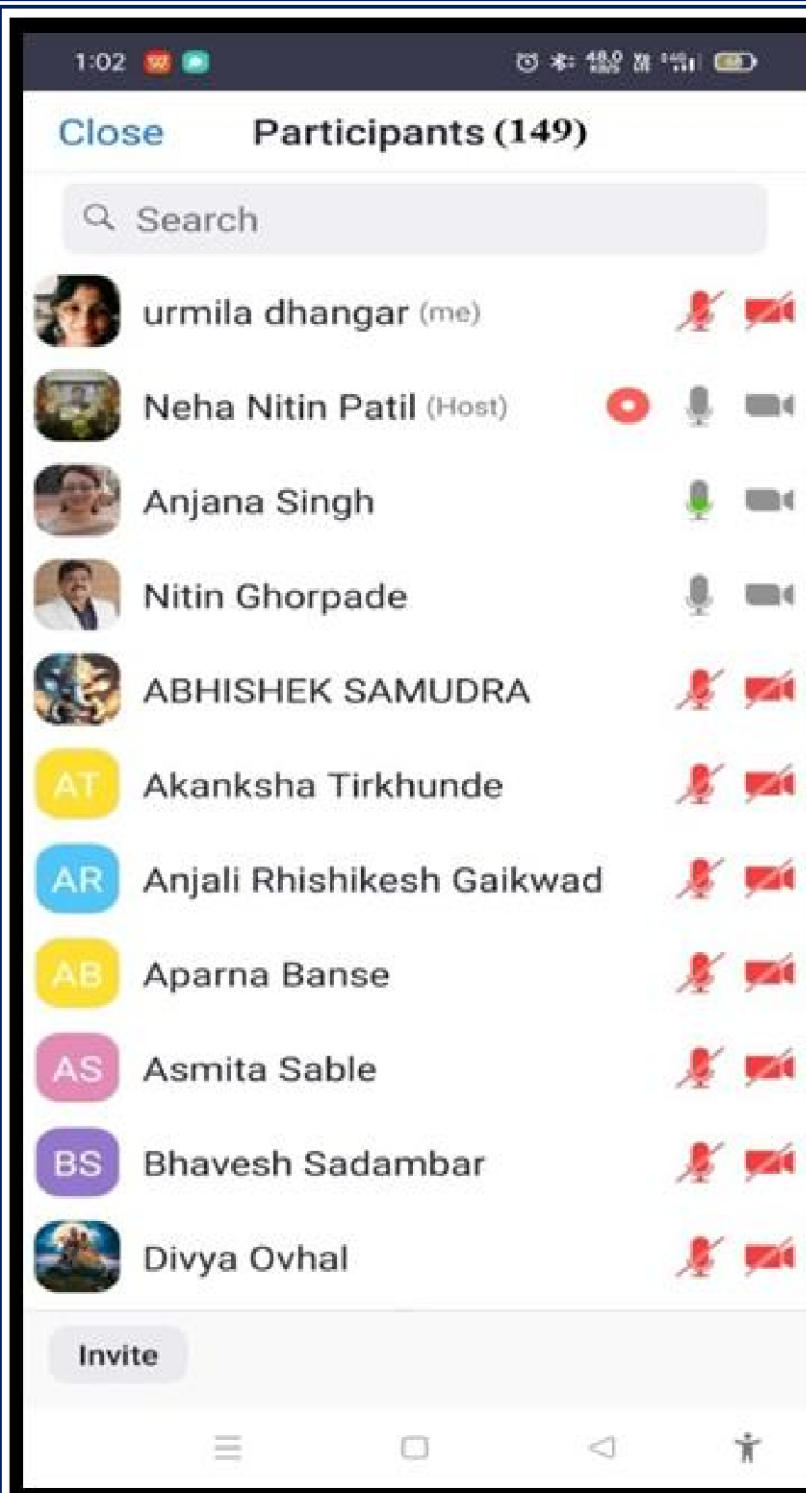 1:02
Close Participants (149)
Search
urmila dhangar (me)
Neha Nitin Patil (Host)
Anjana Singh
Nitin Ghorpade
ABHISHEK SAMUDRA
AT Akanksha Tirkhunde
AR Anjali Rhishikesh Gaikwad
AB Aparna Banse
AS Asmita Sable
BS Bhavesh Sadambar
Divya Ovhal
Invite